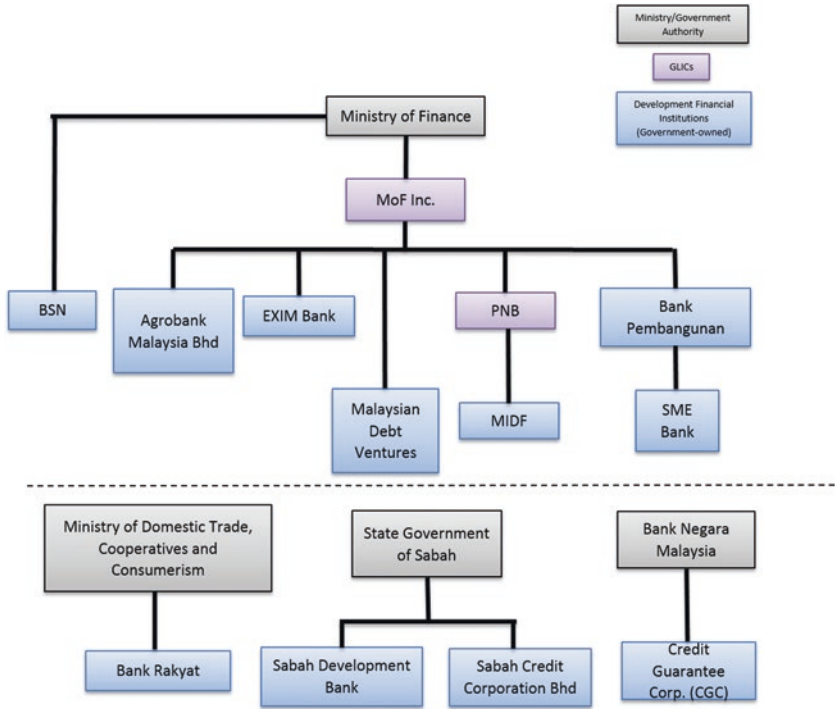 Ministry/Government
Authority
GLICs
Development Financial
Institutions
(Government-owned)
Ministry of Finance
MoF Inc.
BSN
Agrobank
Malaysia Bhd
EXIM Bank
Malaysian
Debt
Ventures
PNB
MIDF
Bank
Pembangunan
SME
Bank
Ministry of Domestic Trade,
Cooperatives and
Consumerism
Bank Rakyat
State Government
of Sabah
Sabah Development
Bank
Sabah Credit
Corporation Bhd
Bank Negara
Malaysia
Credit
Guarantee
Corp. (CGC)